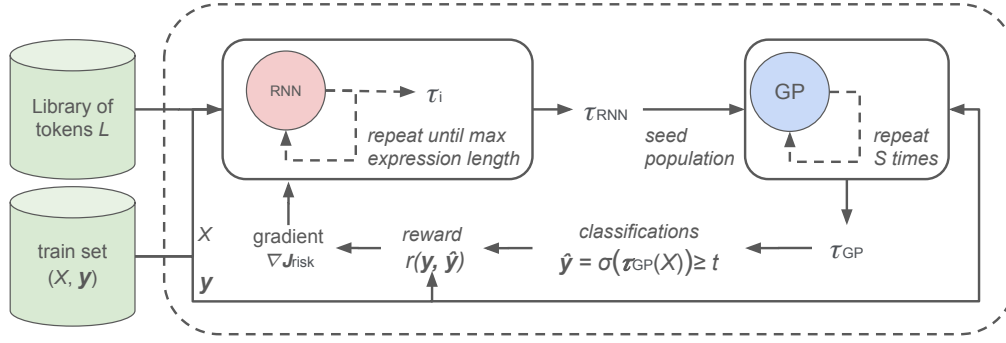 Library of
tokens L
train set
(X, y)
RNN
τi
repeat until max
expression length
τRNN
seed
population
GP
repeat
S times
τGP
classifications
ŷ = σ(τGP(X)) ≥ t
reward
r(y, ŷ)
gradient
∇Jrisk
X
y